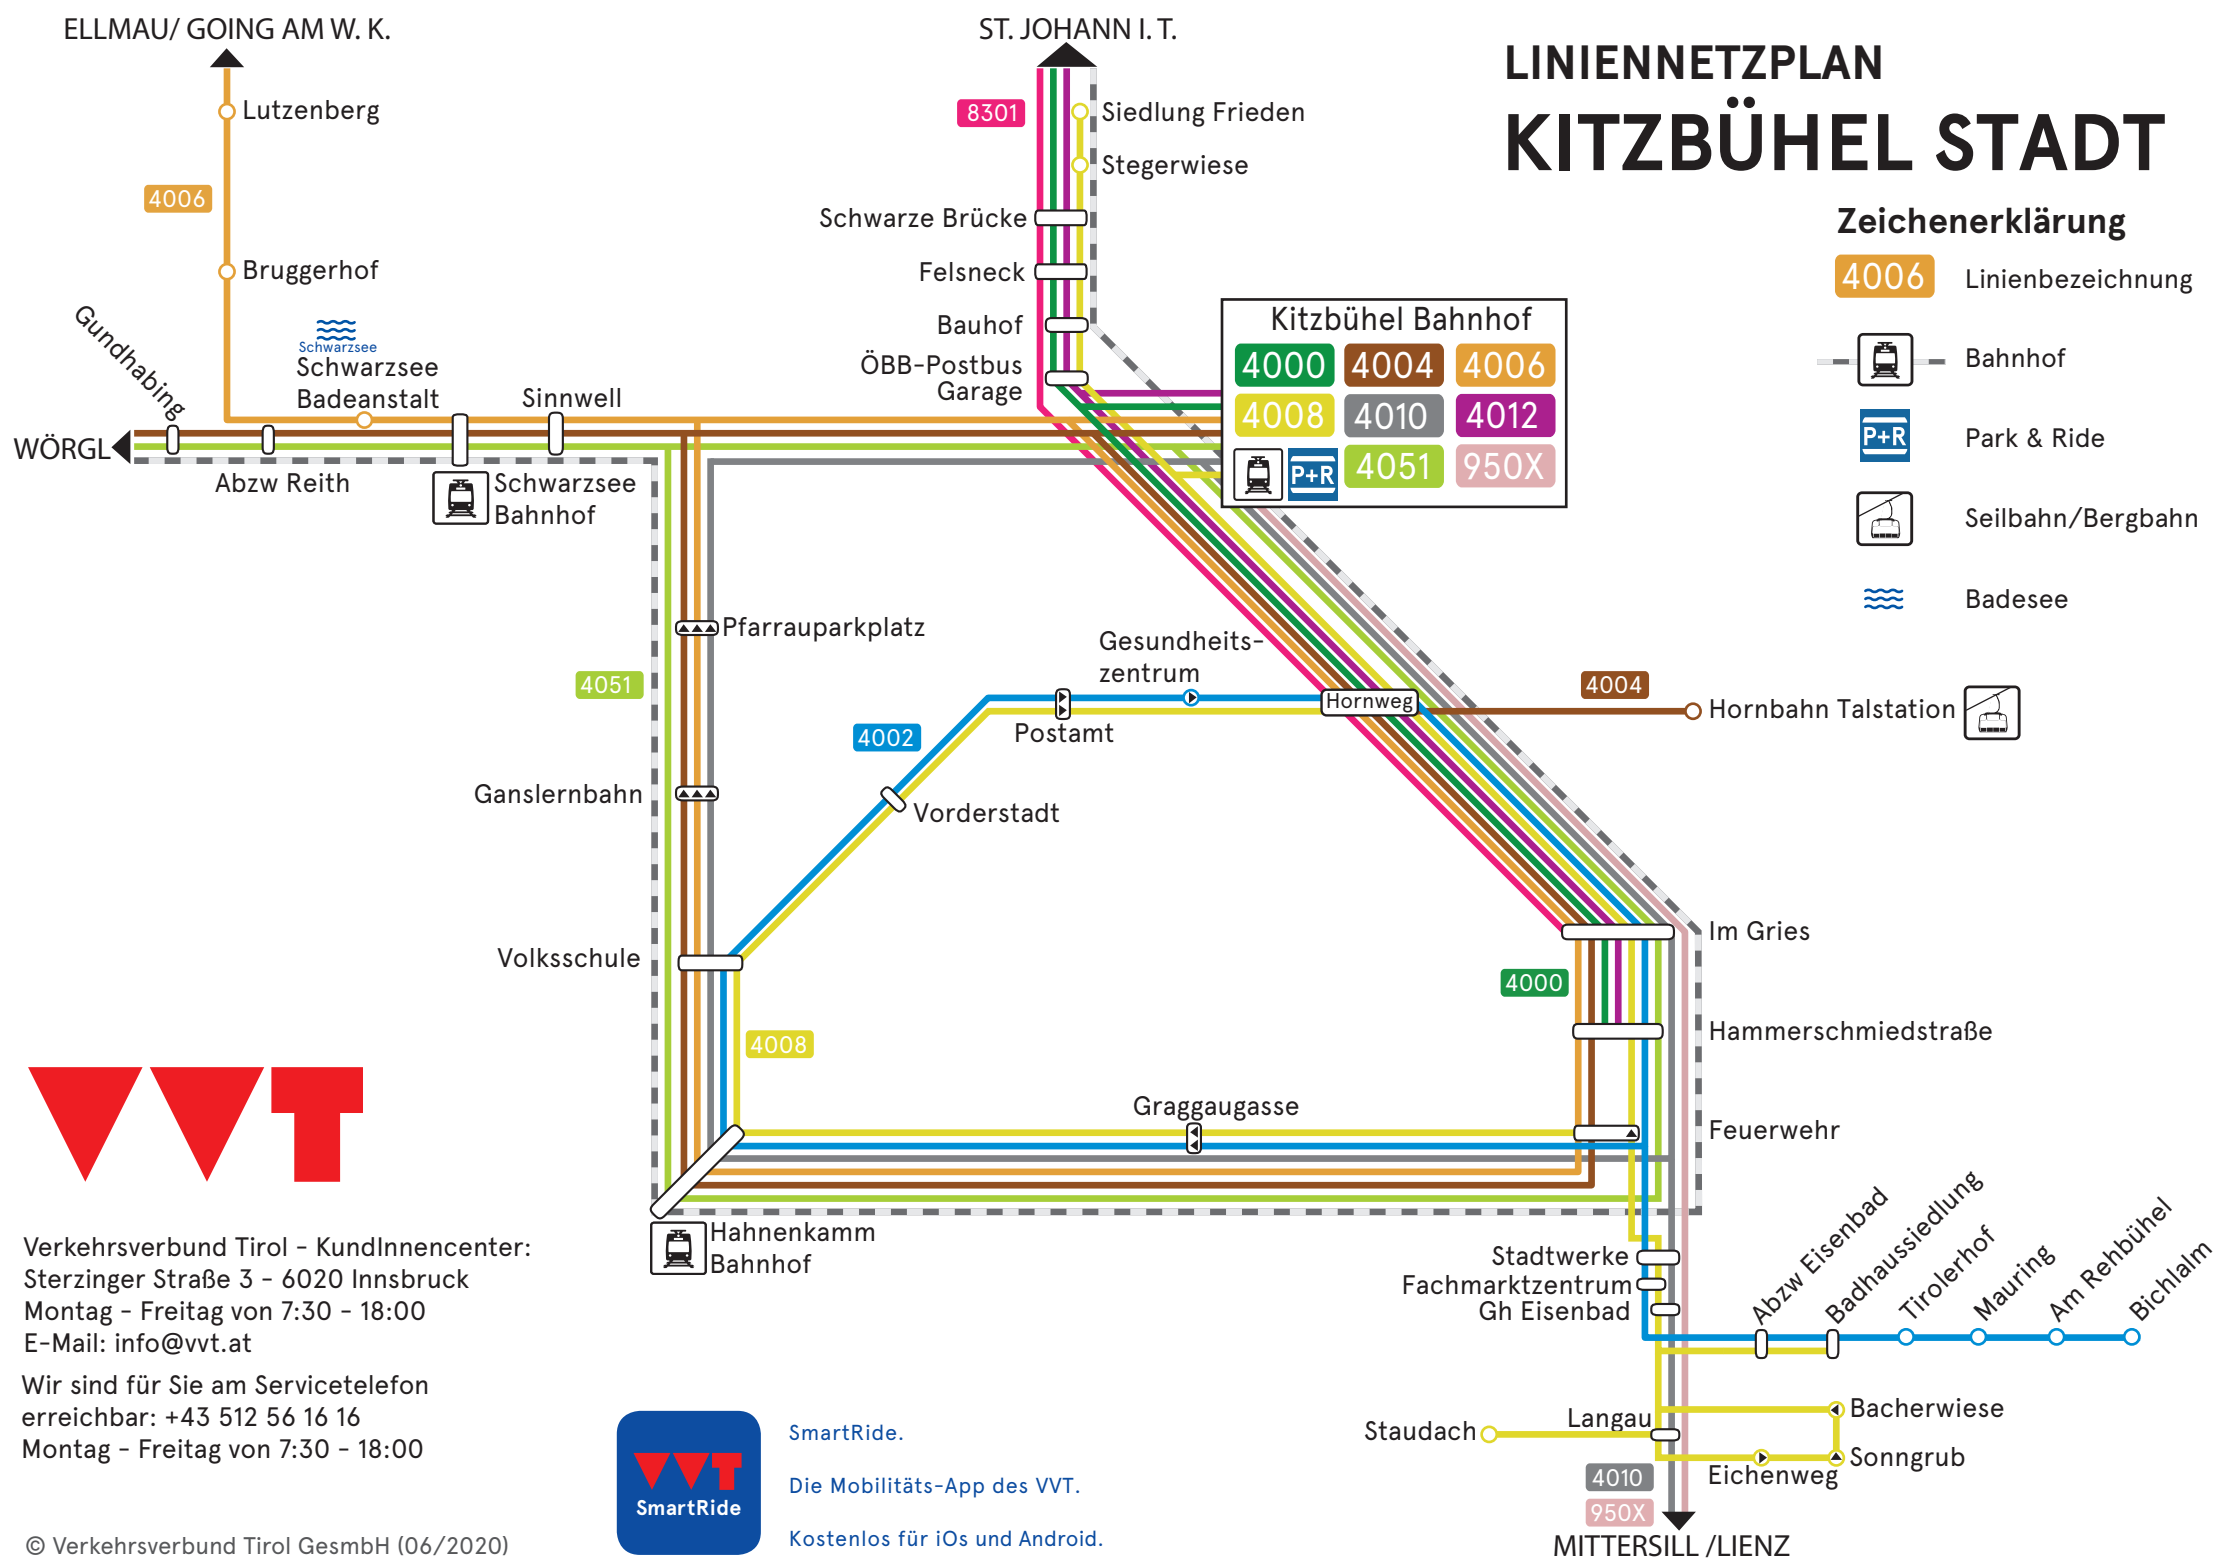 ELLMAU/ GOING AM W. K.
ST. JOHANN I. T.
LINIENNETZPLAN
KITZBÜHEL STADT
Zeichenerklärung
4006 Linienbezeichnung
Bahnhof
P+R Park & Ride
Seilbahn/Bergbahn
Badesee
Lutzenberg
4006
Bruggerhof
Gundhabing
Schwarzsee
Schwarzsee
Badeanstalt
Sinnwell
WÖRGL
Abzw Reith
Schwarzsee
Bahnhof
8301
Siedlung Frieden
Stegerwiese
Schwarze Brücke
Felsneck
Bauhof
ÖBB-Postbus
Garage
Kitzbühel Bahnhof
4000 4004 4006
4008 4010 4012
P+R 4051 950X
Pfarrauparkplatz
4051
Gesundheits-
zentrum
Hornweg
4004
Hornbahn Talstation
4002
Postamt
Ganslernbahn
Vorderstadt
Volksschule
Im Gries
4000
4008
Hammerschmiedstraße
Graggaugasse
Feuerwehr
Hahnenkamm
Bahnhof
Stadtwerke
Fachmarktzentrum
Gh Eisenbad
Abzw Eisenbad
Badhaussiedlung
Tirolerhof
Mauring
Am Rehbühel
Bichlalm
Staudach
Langau
Bacherwiese
Sonngrub
Eichenweg
4010
950X
MITTERSILL /LIENZ
VVT
Verkehrsverbund Tirol - KundInnencenter:
Sterzinger Straße 3 - 6020 Innsbruck
Montag - Freitag von 7:30 - 18:00
E-Mail: info@vvt.at
Wir sind für Sie am Servicetelefon
erreichbar: +43 512 56 16 16
Montag - Freitag von 7:30 - 18:00
© Verkehrsverbund Tirol GesmbH (06/2020)
VVT
SmartRide
SmartRide.
Die Mobilitäts-App des VVT.
Kostenlos für iOs und Android.